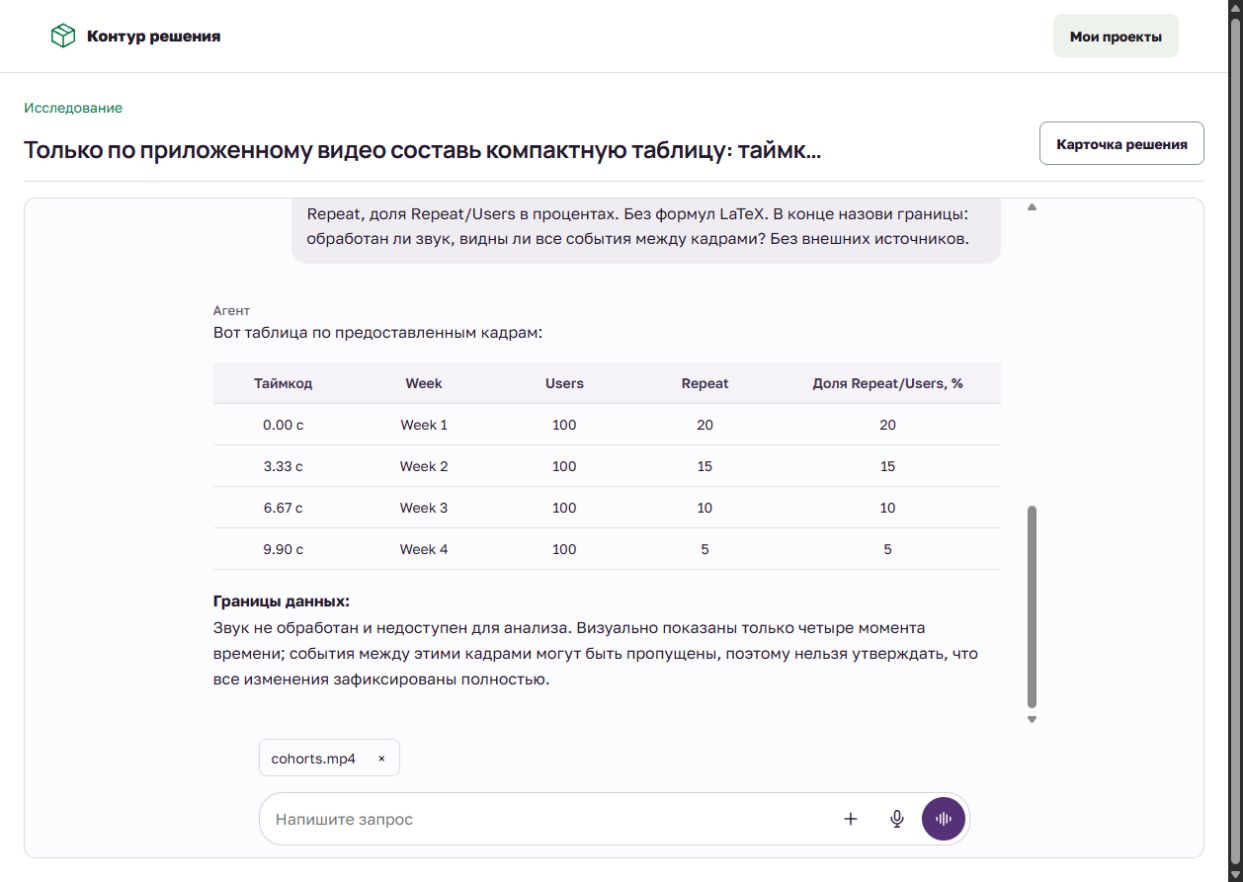 Контур решения
Мои проекты
Исследование
Только по приложенному видео составь компактную таблицу: таймк...
Карточка решения
Repeat, доля Repeat/Users в процентах. Без формул LaTeX. В конце назови границы:
обработан ли звук, видны ли все события между кадрами? Без внешних источников.
Агент
Вот таблица по предоставленным кадрам:
Таймкод Week Users Repeat Доля Repeat/Users, %
0.00 с Week 1 100 20 20
3.33 с Week 2 100 15 15
6.67 с Week 3 100 10 10
9.90 с Week 4 100 5 5
Границы данных:
Звук не обработан и недоступен для анализа. Визуально показаны только четыре момента
времени; события между этими кадрами могут быть пропущены, поэтому нельзя утверждать, что
все изменения зафиксированы полностью.
cohorts.mp4 ×
Напишите запрос